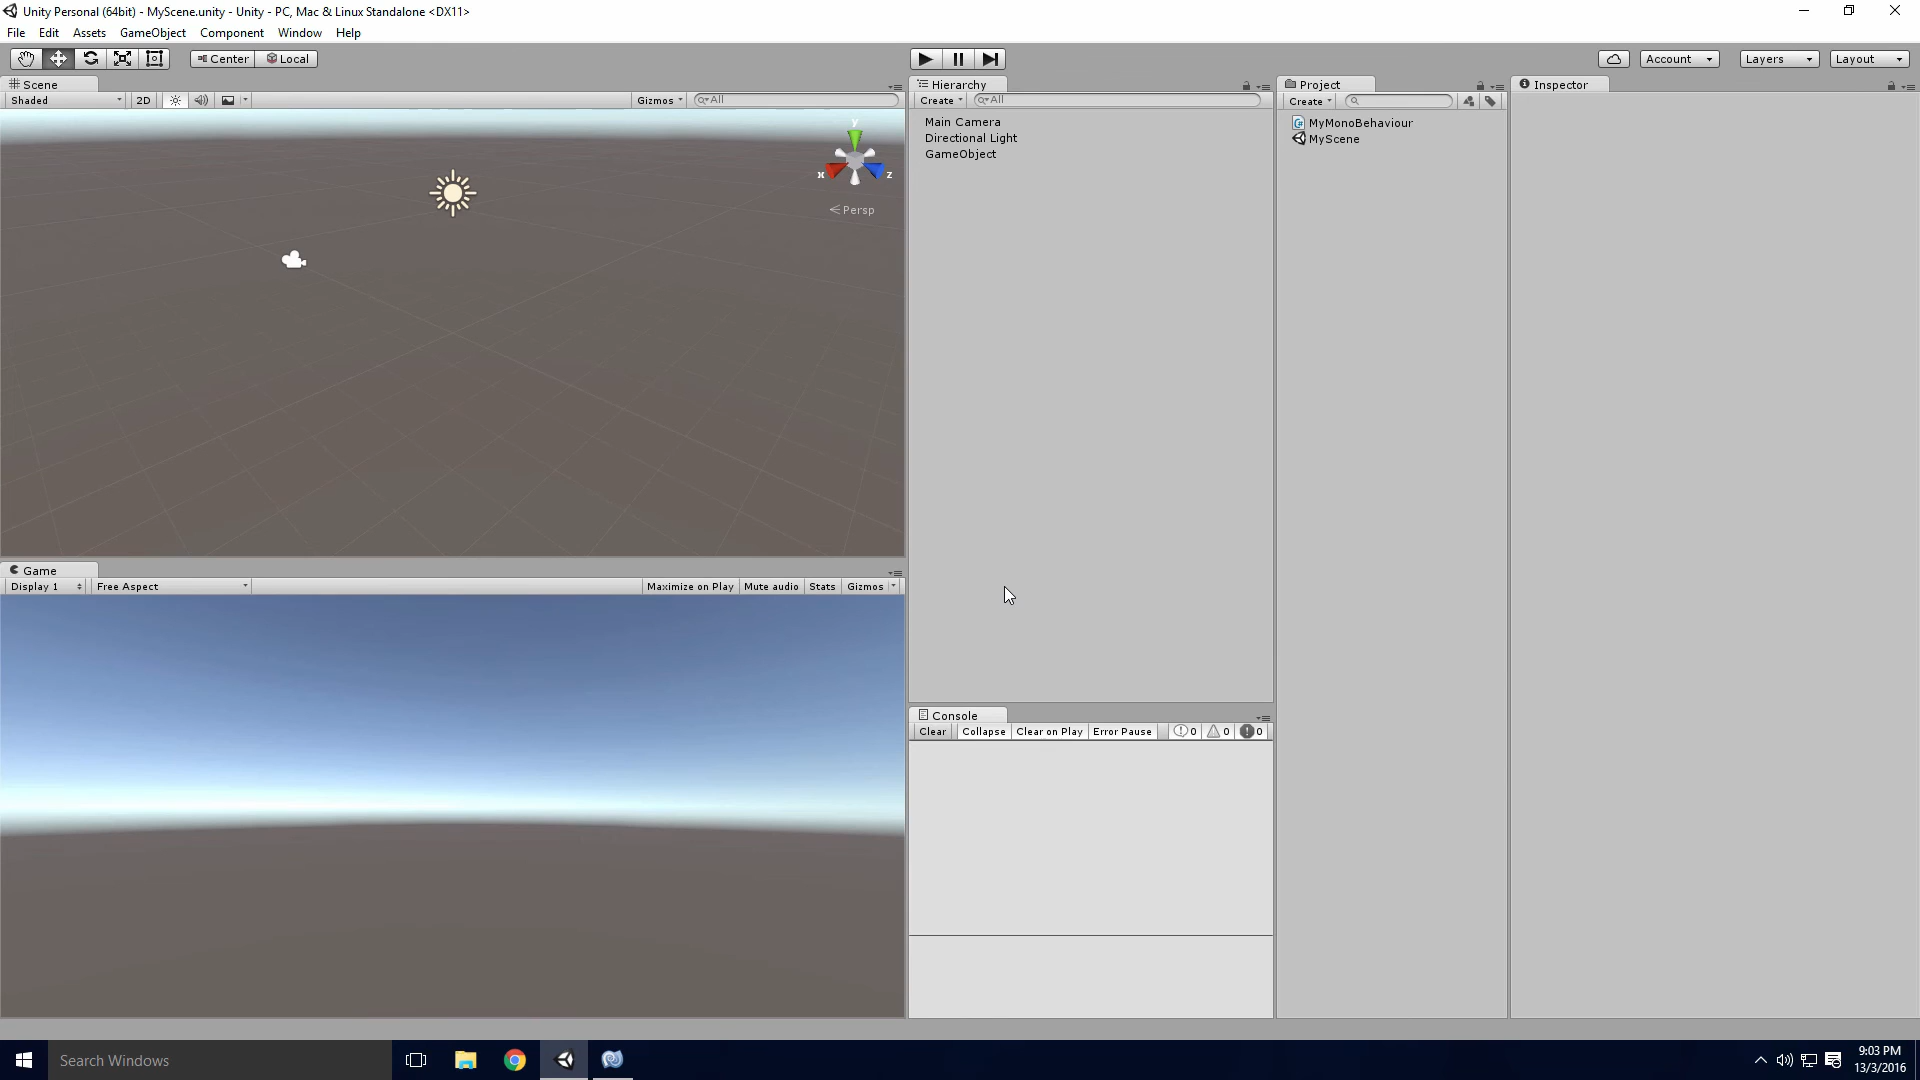 Unity Personal (64bit) - MyScene.unity - Unity - PC, Mac & Linux Standalone <DX11>
File Edit Assets GameObject Component Window Help
Center Local
Account Layers Layout
Scene
Shaded 2D Gizmos All
y
x z
Persp
Hierarchy
Create All
Main Camera
Directional Light
GameObject
Project
Create
MyMonoBehaviour
MyScene
Inspector
Game
Display 1 Free Aspect Maximize on Play Mute audio Stats Gizmos
Console
Clear Collapse Clear on Play Error Pause 0 0 0
Search Windows
9:03 PM
13/3/2016